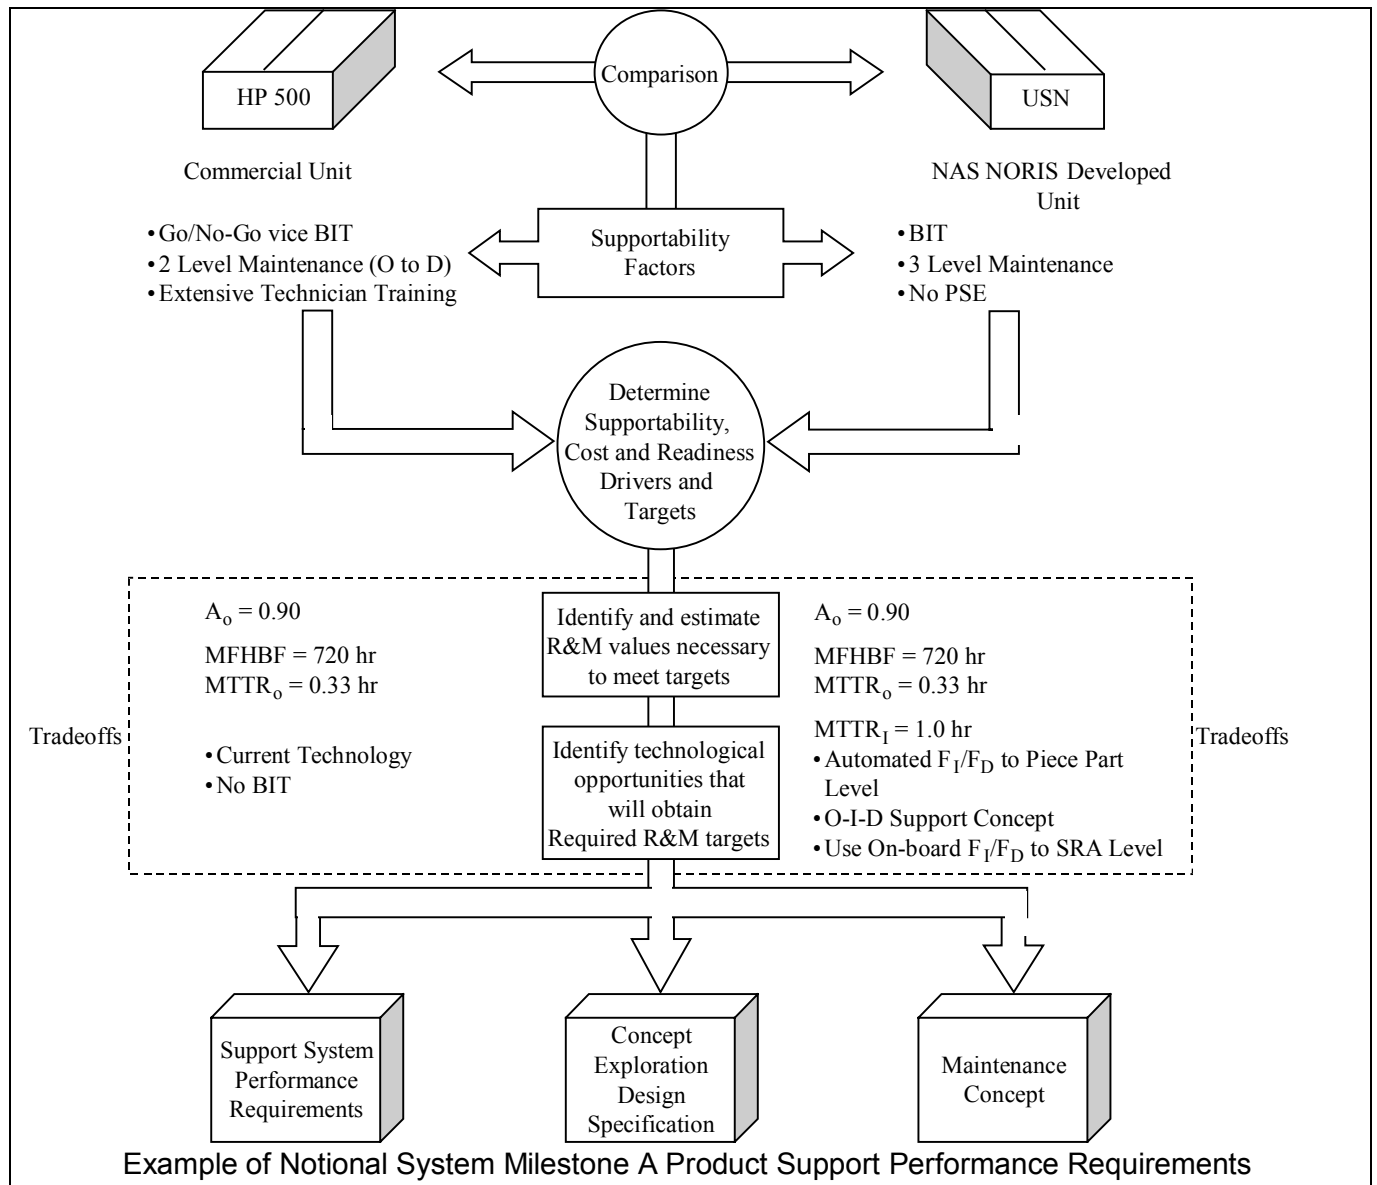 HP 500
Comparison
USN
Commercial Unit
NAS NORIS Developed
Unit
•Go/No-Go vice BIT
•2 Level Maintenance (O to D)
•Extensive Technician Training
Supportability
Factors
•BIT
•3 Level Maintenance
•No PSE
Determine
Supportability,
Cost and Readiness
Drivers and
Targets
Tradeoffs
Ao = 0.90
MFHBF = 720 hr
MTTRo = 0.33 hr
•Current Technology
•No BIT
Identify and estimate
R&M values necessary
to meet targets
Identify technological
opportunities that
will obtain
Required R&M targets
Ao = 0.90
MFHBF = 720 hr
MTTRo = 0.33 hr
MTTRI = 1.0 hr
•Automated FI/FD to Piece Part
Level
•O-I-D Support Concept
•Use On-board FI/FD to SRA Level
Tradeoffs
Support System
Performance
Requirements
Concept
Exploration
Design
Specification
Maintenance
Concept
Example of Notional System Milestone A Product Support Performance Requirements